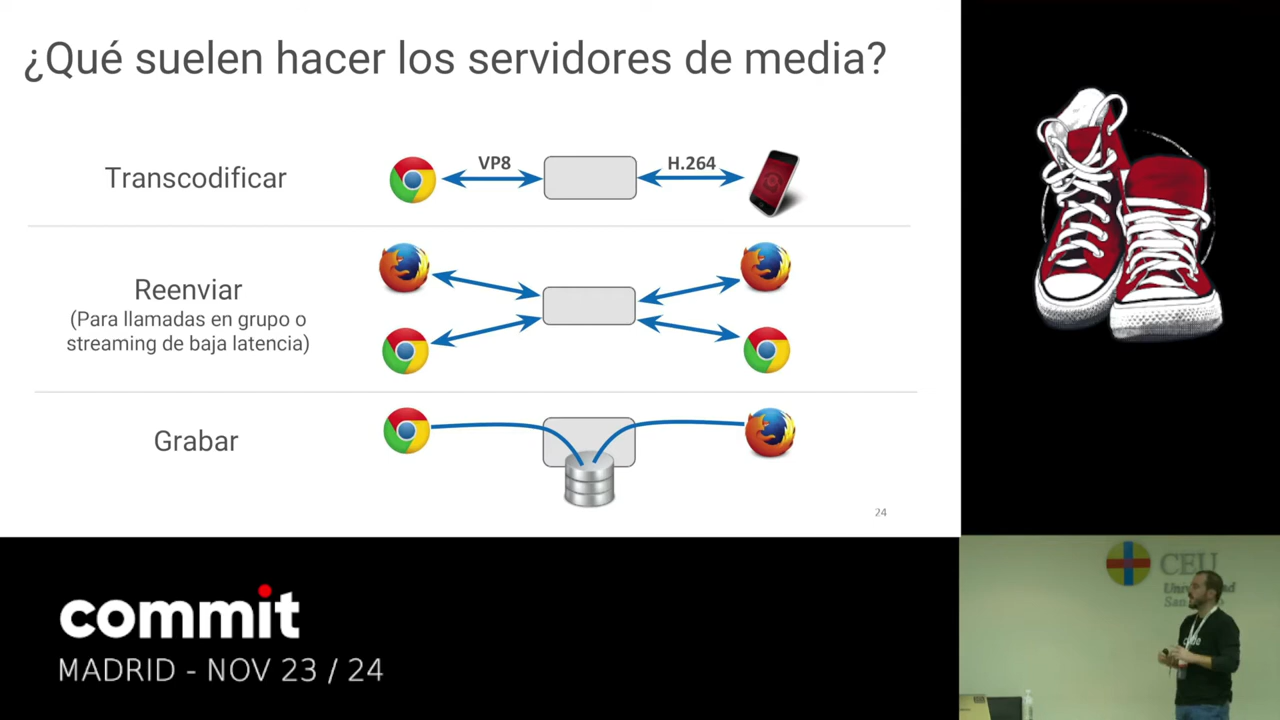 ¿Qué suelen hacer los servidores de media?
Transcodificar
VP8
H.264
Reenviar
(Para llamadas en grupo o
streaming de baja latencia)
Grabar
24
commit
MADRID - NOV 23 / 24
CEU